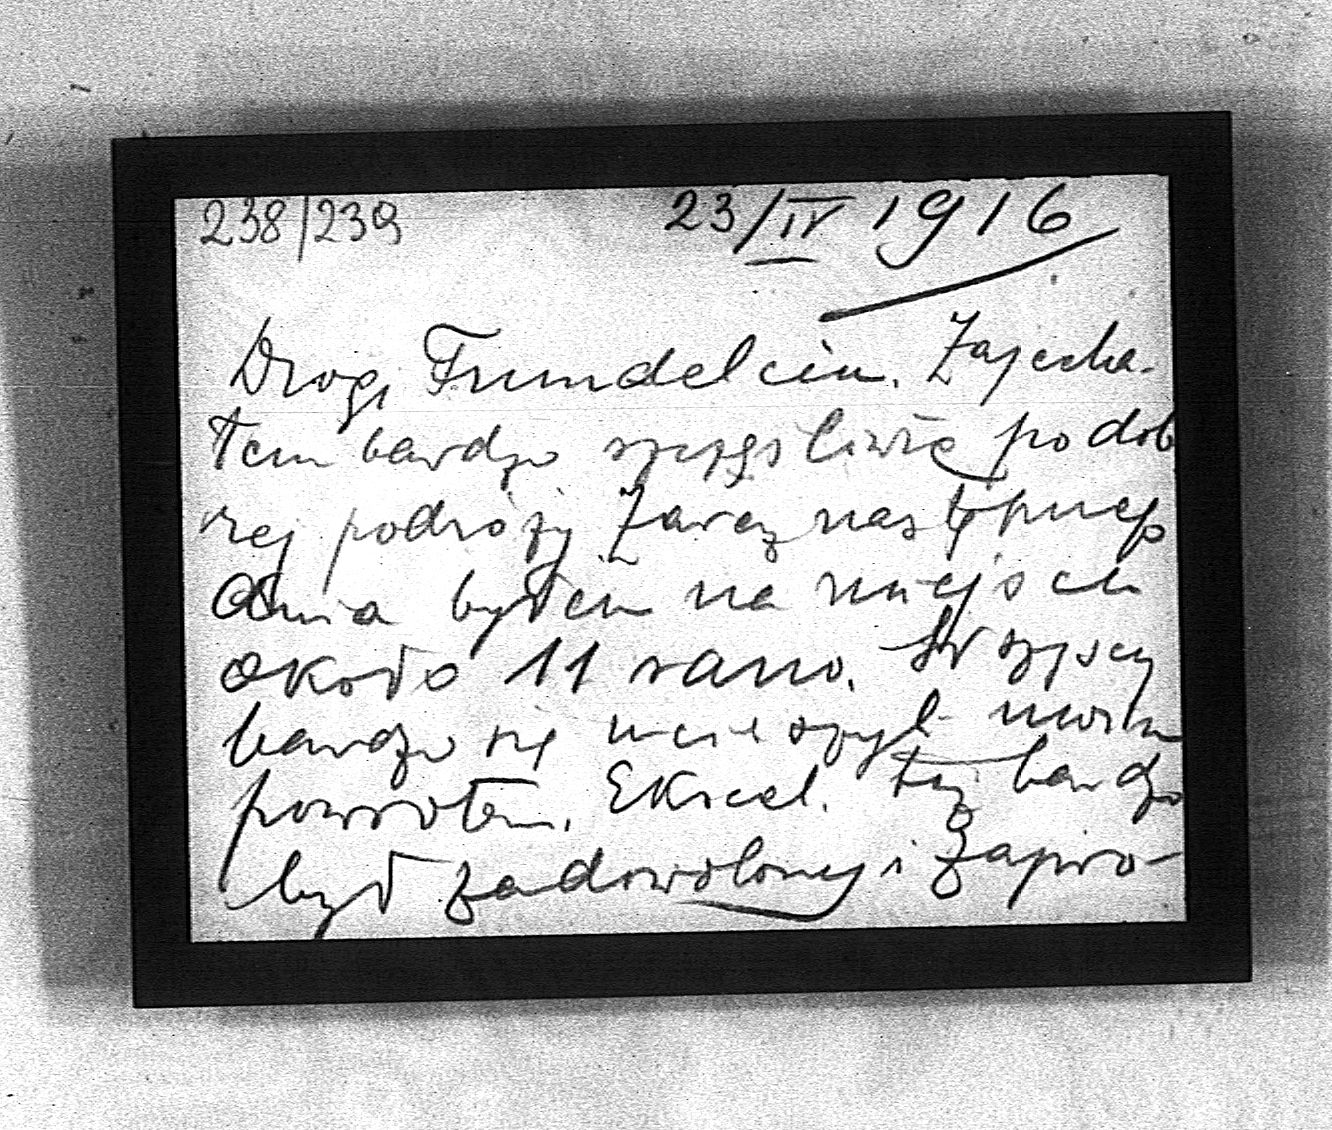 238/239 23/IV 1916
Drogi Frundelciu. Zajecha-
łem bardzo szczęśliwie po dob
rej podróży. Zaraz następnego
dnia byłem na miejscu
około 11 rano. Wszyscy
bardzo się ucieszyli moim
powrotem. Ekscel. też bardzo
był zadowolony i zapro-